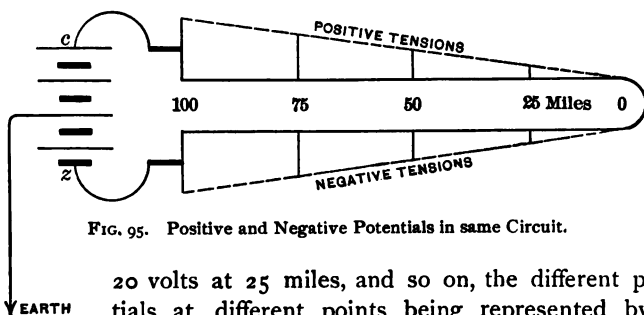 c
POSITIVE TENSIONS
100 75 50 25 Miles 0
z
NEGATIVE TENSIONS
FIG. 95. Positive and Negative Potentials in same Circuit.
20 volts at 25 miles, and so on, the different p
EARTH
tials at different points being represented by